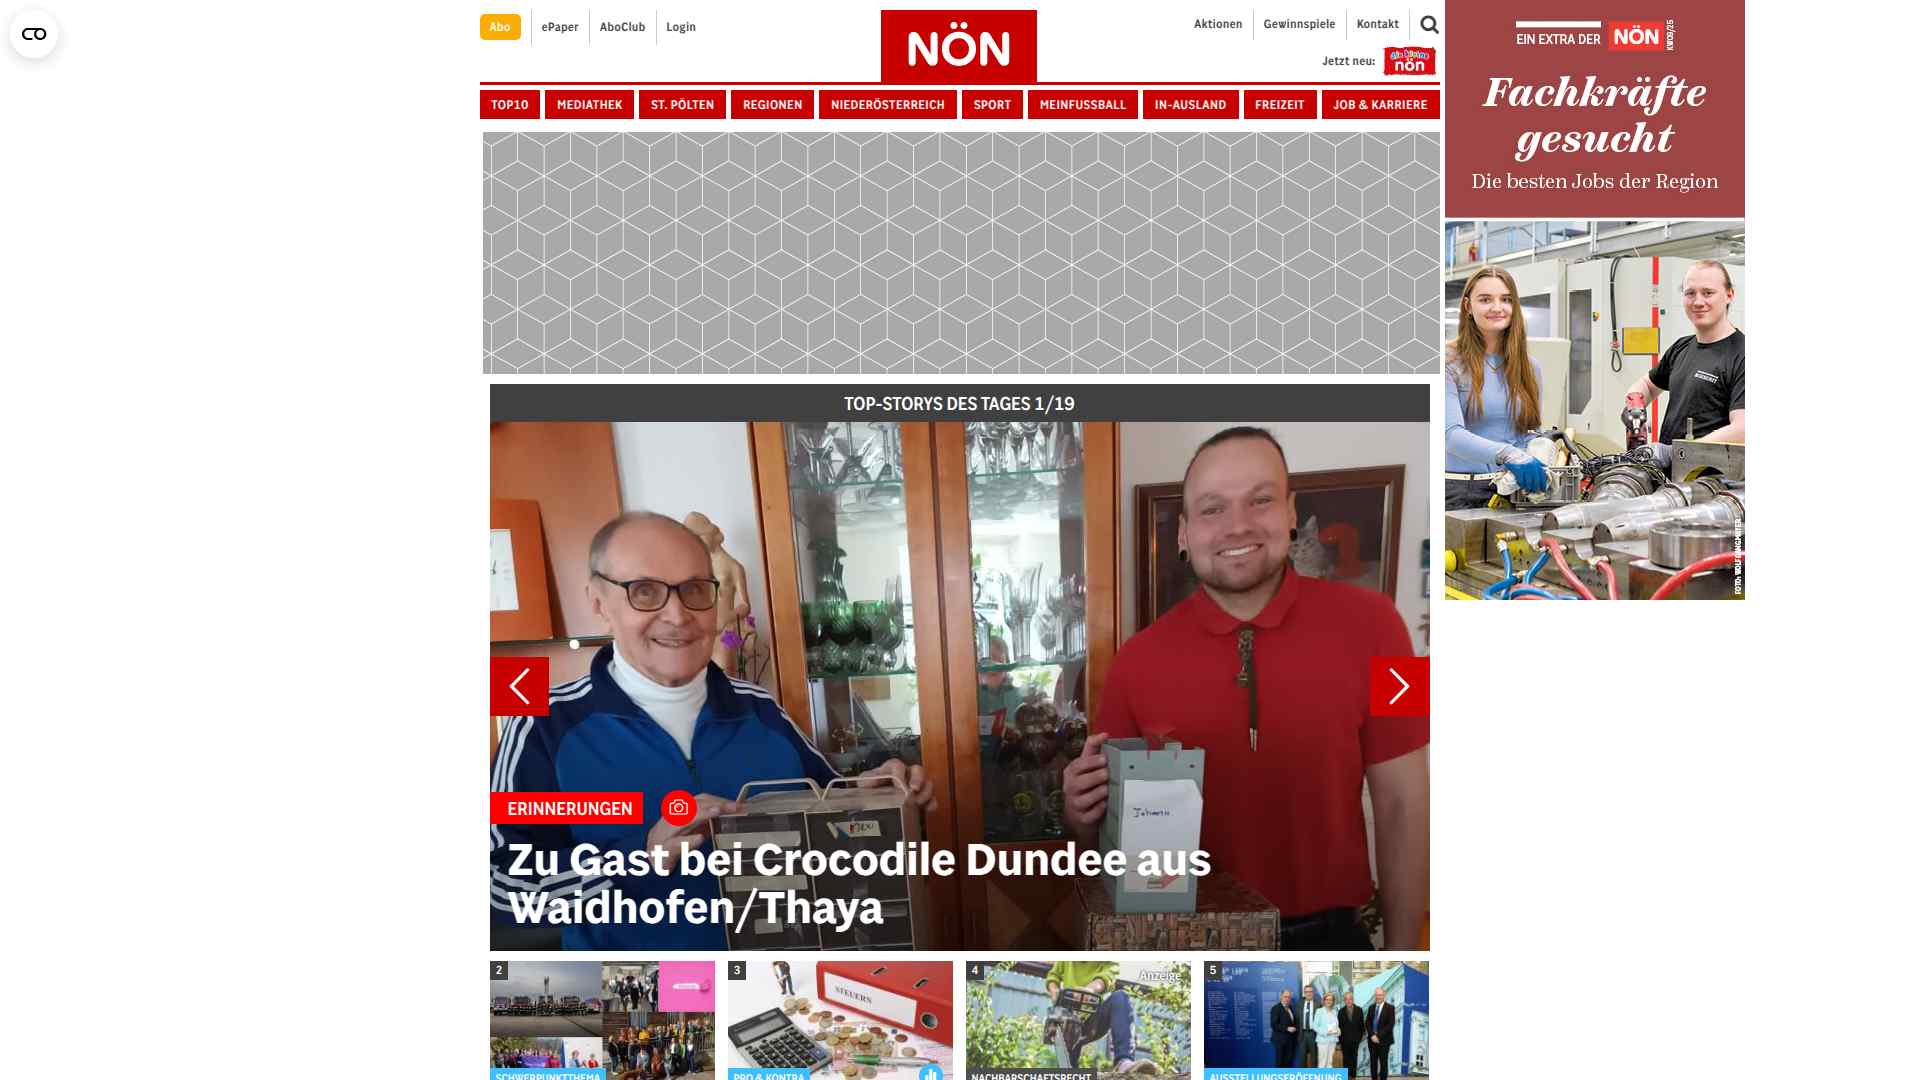 Abo
ePaper
AboClub
Login
NÖN
Aktionen
Gewinnspiele
Kontakt
Jetzt neu:
die kleine
nön
TOP10
MEDIATHEK
ST. PÖLTEN
REGIONEN
NIEDERÖSTERREICH
SPORT
MEINFUSSBALL
IN-AUSLAND
FREIZEIT
JOB & KARRIERE
EIN EXTRA DER
NÖN
KW09/25
Fachkräfte
gesucht
Die besten Jobs der Region
TOP-STORYS DES TAGES 1/19
Johann
ERINNERUNGEN
Zu Gast bei Crocodile Dundee aus
Waidhofen/Thaya
2
SCHWERPUNKTTHEMA
3
STEUERN
PRO & KONTRA
4
Anzeige
NACHBARSCHAFTSRECHT
5
AUSSTELLUNGSERÖFFNUNG